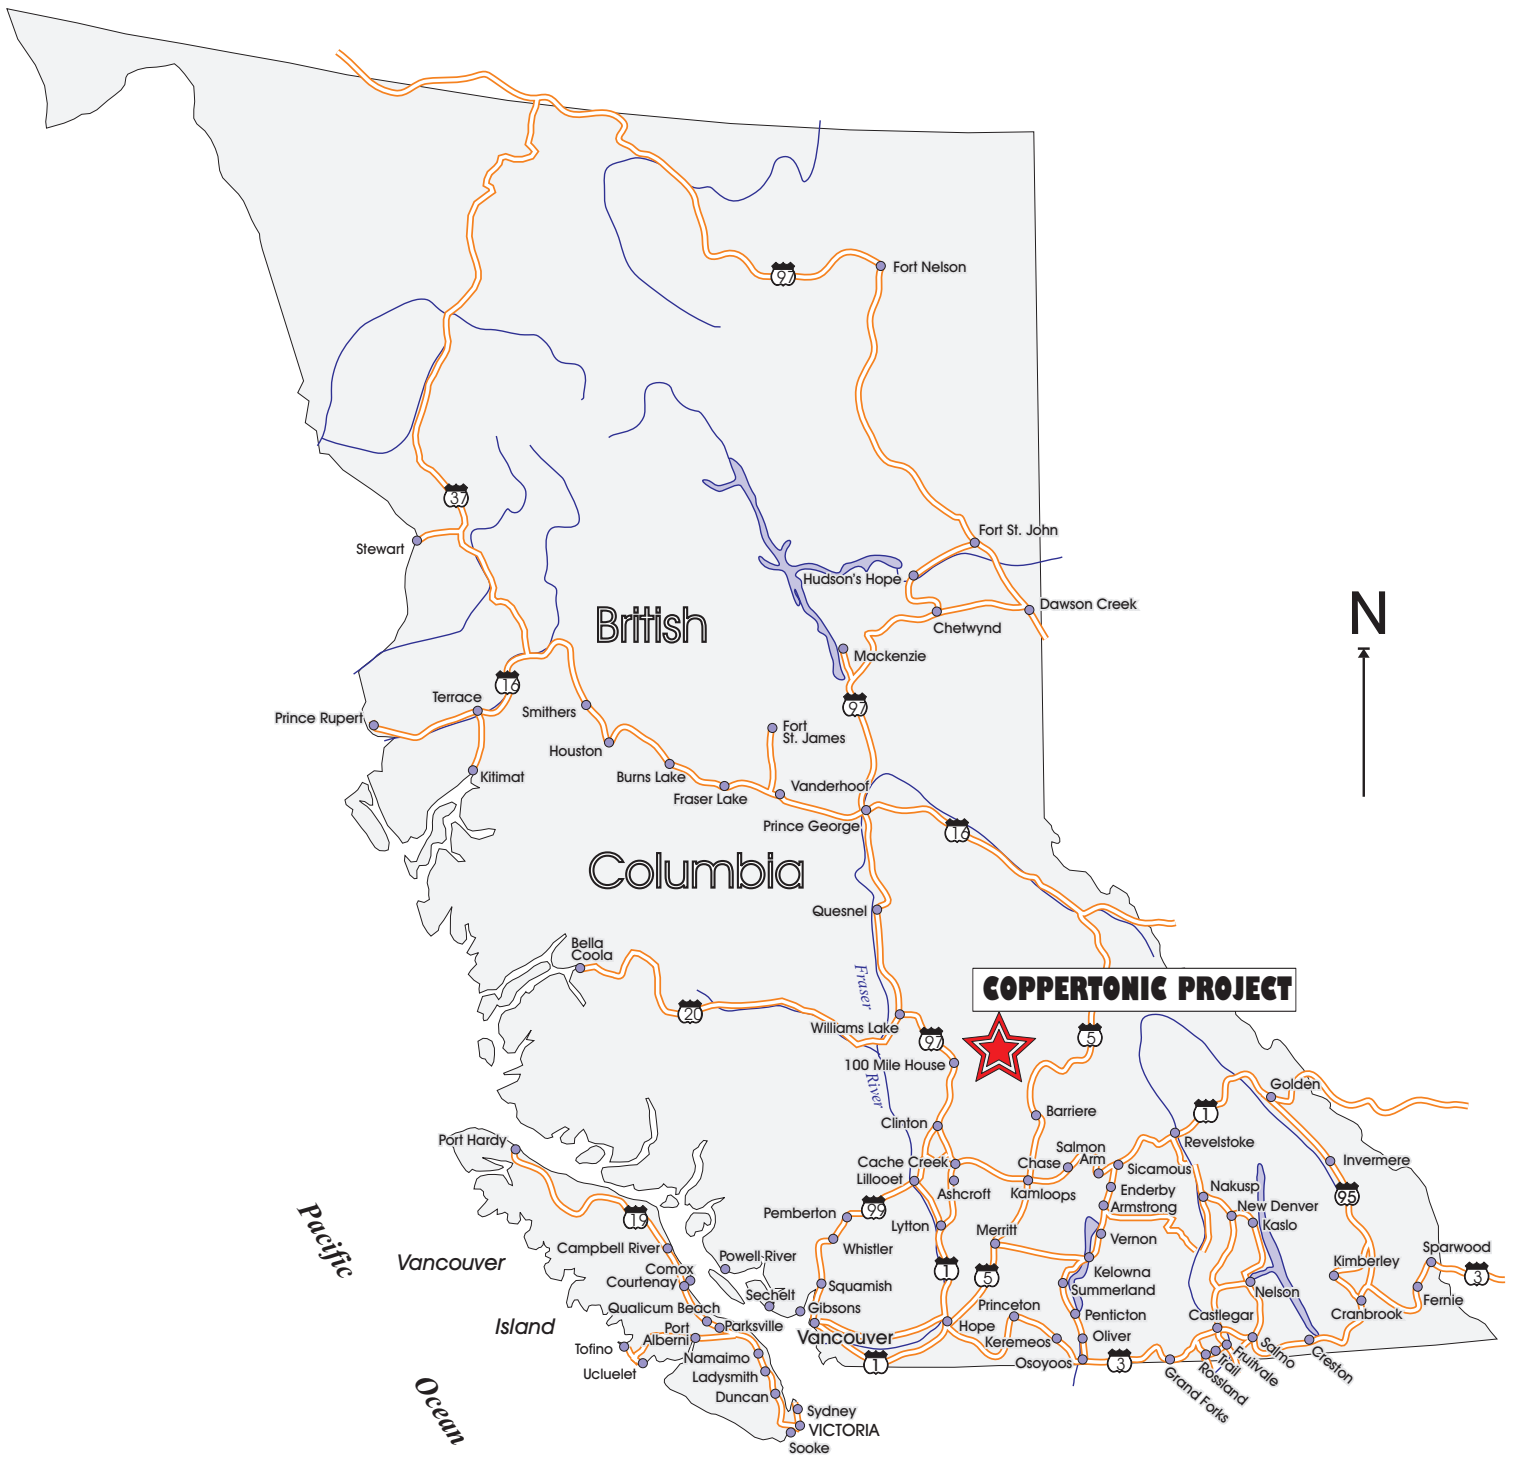 97
Fort Nelson
37
Stewart
Fort St. John
Hudson's Hope
Dawson Creek
Chetwynd
British
N
Mackenzie
16
97
Terrace
Prince Rupert
Smithers
Houston
Fort
St. James
Kitimat
Burns Lake
Vanderhoof
Fraser Lake
Prince George
16
Columbia
Quesnel
Bella
Coola
Fraser
COPPERTONIC PROJECT
20
Williams Lake
97
5
100 Mile House
River
Golden
Barriere
1
Clinton
Port Hardy
Revelstoke
Salmon
Arm
Cache Creek
Chase
Sicamous
Invermere
Lillooet
Ashcroft
Kamloops
Enderby
Nakusp
95
99
Armstrong
New Denver
Pemberton
Lytton
Kaslo
19
Merritt
Whistler
Vernon
Pacific
Campbell River
Powell River
Sparwood
Vancouver
Kimberley
Comox
1
5
Kelowna
3
Courtenay
Squamish
Summerland
Nelson
Sechelt
Fernie
Qualicum Beach
Gibsons
Princeton
Penticton
Castlegar
Cranbrook
Island
Port
Alberni
Parksville
Vancouver
Hope
Keremeos
Oliver
Tofino
Namaimo
1
Osoyoos
3
Salmo
Creston
Ucluelet
Ladysmith
Fruitvale
Trail
Rossland
Grand Forks
Duncan
Ocean
Sydney
VICTORIA
Sooke